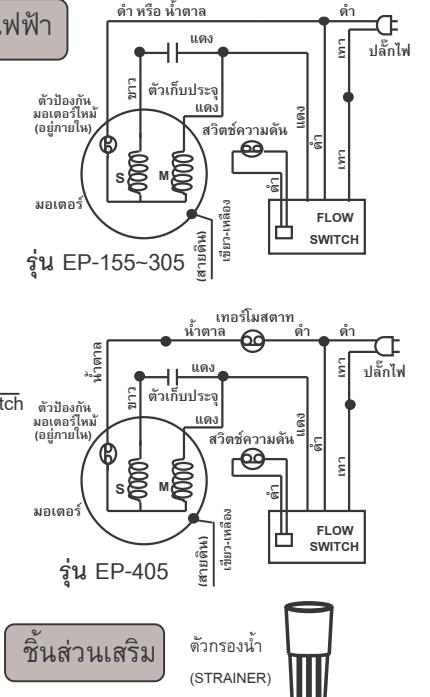 ไฟฟ้า
ดำ หรือ น้ำตาล
ดำ
แดง
เทา
ปลั๊กไฟ
ตัวป้องกัน
มอเตอร์ไหม้
(อยู่ภายใน)
ขาว
ตัวเก็บประจุ
แดง
สวิตช์ความดัน
แดง
ดำ
เทา
S
M
ดำ
มอเตอร์
FLOW
SWITCH
(สายดิน)
เขียว-เหลือง
รุ่น EP-155~305
เทอร์โมสตาท
น้ำตาล
ดำ
ดำ
น้ำตาล
แดง
เทา
ปลั๊กไฟ
tch
ตัวป้องกัน
มอเตอร์ไหม้
(อยู่ภายใน)
ขาว
ตัวเก็บประจุ
แดง
สวิตช์ความดัน
แดง
ดำ
เทา
S
M
ดำ
มอเตอร์
FLOW
SWITCH
(สายดิน)
เขียว-เหลือง
รุ่น EP-405
ชิ้นส่วนเสริม
ตัวกรองน้ำ
(STRAINER)